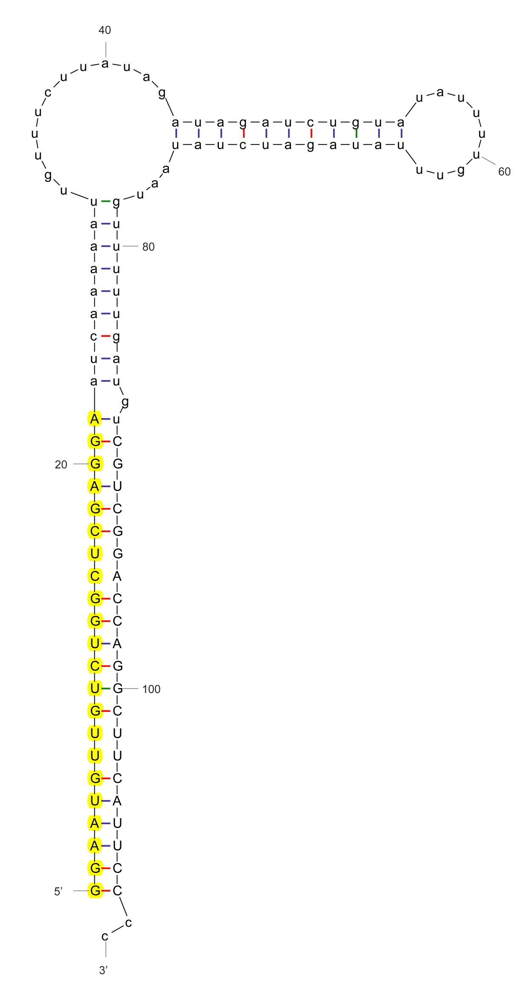 40
u a u
u a
c g a
u u
u u
a u a g a u c u g u a
u u
u a u c u a g a u a u
u u
a u g 60
g u
a
u u
u g
a u
a u 80
a u
a u
a u
c g
u a
a u
g
A u
G C
20 G G
A U
G C
C G
U G
C A
G C
G C
U A
C G
U G 100
G C
U U
U U
G C
U A
A U
A U
G C
5’ G C
c
c
3’